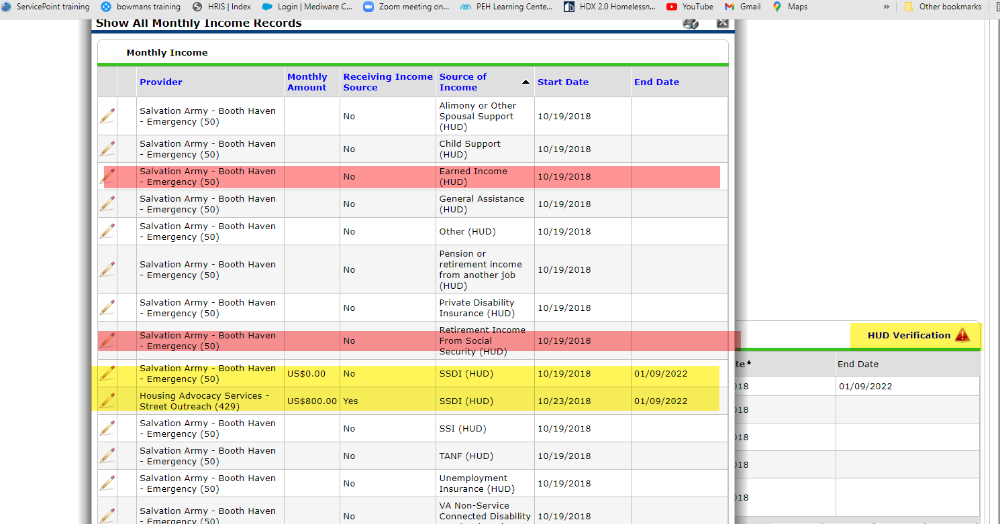 ServicePoint training bowmans training HRIS | Index Login | Mediware C... Zoom meeting on... PEH Learning Cente... HDX 2.0 Homelessn... YouTube Gmail Maps » Other bookmarks
Show All Monthly Income Records
Monthly Income
Provider Monthly Amount Receiving Income Source Source of Income Start Date End Date
Salvation Army - Booth Haven - Emergency (50) No Alimony or Other Spousal Support (HUD) 10/19/2018
Salvation Army - Booth Haven - Emergency (50) No Child Support (HUD) 10/19/2018
Salvation Army - Booth Haven - Emergency (50) No Earned Income (HUD) 10/19/2018
Salvation Army - Booth Haven - Emergency (50) No General Assistance (HUD) 10/19/2018
Salvation Army - Booth Haven - Emergency (50) No Other (HUD) 10/19/2018
Salvation Army - Booth Haven - Emergency (50) No Pension or retirement income from another job (HUD) 10/19/2018
Salvation Army - Booth Haven - Emergency (50) No Private Disability Insurance (HUD) 10/19/2018
Salvation Army - Booth Haven - Emergency (50) No Retirement Income From Social Security (HUD) 10/19/2018
Salvation Army - Booth Haven - Emergency (50) US$0.00 No SSDI (HUD) 10/19/2018 01/09/2022
Housing Advocacy Services - Street Outreach (429) US$800.00 Yes SSDI (HUD) 10/23/2018 01/09/2022
Salvation Army - Booth Haven - Emergency (50) No SSI (HUD) 10/19/2018
Salvation Army - Booth Haven - Emergency (50) No TANF (HUD) 10/19/2018
Salvation Army - Booth Haven - Emergency (50) No Unemployment Insurance (HUD) 10/19/2018
Salvation Army - Booth Haven - Emergency (50) No VA Non-Service Connected Disability 10/19/2018
HUD Verification
te* End Date
018 01/09/2022
018
018
018
018